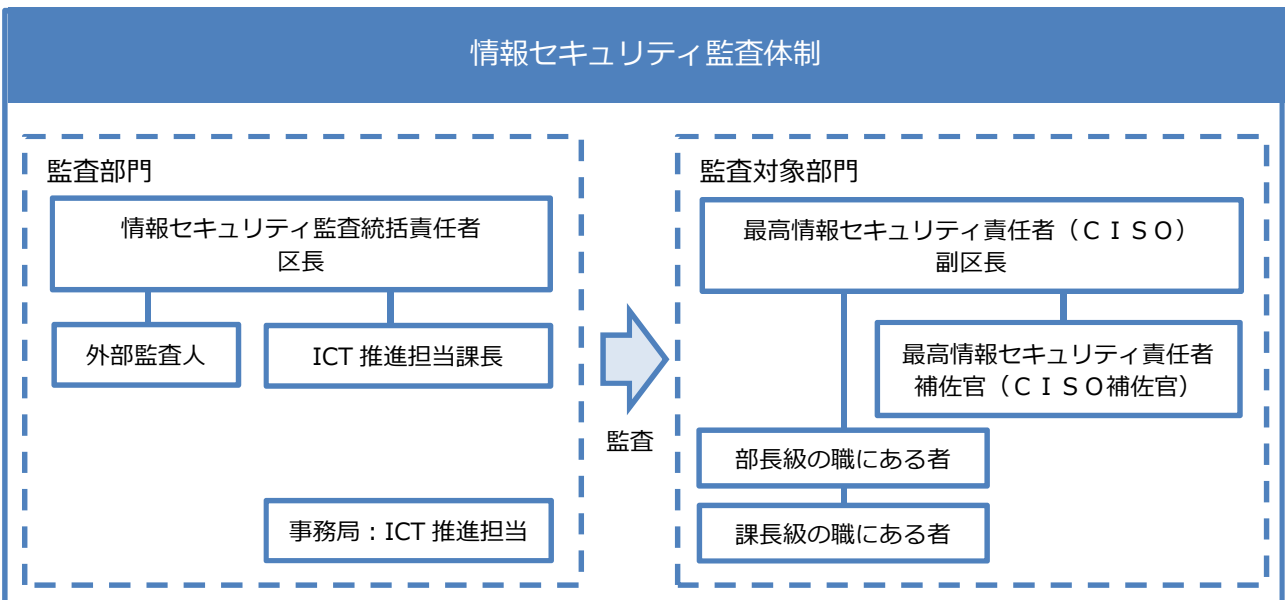 情報セキュリティ監査体制
監査部門
情報セキュリティ監査統括責任者
区長
外部監査人
ICT 推進担当課長
事務局：ICT 推進担当
監査
監査対象部門
最高情報セキュリティ責任者（ＣＩＳＯ）
副区長
最高情報セキュリティ責任者
補佐官（ＣＩＳＯ補佐官）
部長級の職にある者
課長級の職にある者